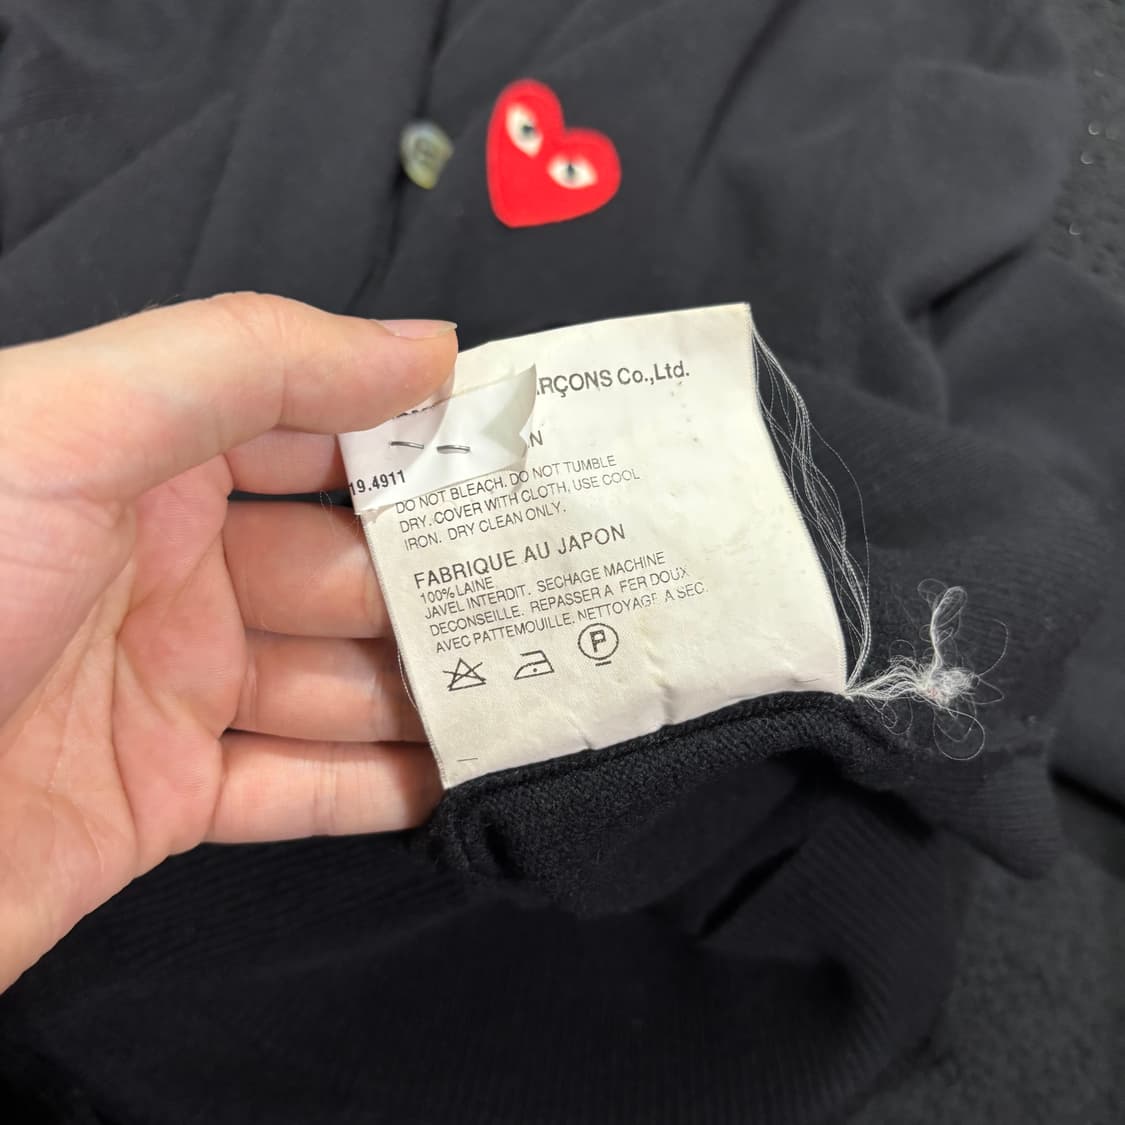 RÇONS Co.,Ltd.
19.4911
DO NOT BLEACH. DO NOT TUMBLE
DRY. COVER WITH CLOTH, USE COOL
IRON. DRY CLEAN ONLY.
FABRIQUE AU JAPON
100% LAINE
JAVEL INTERDIT. SECHAGE MACHINE
DECONSEILLE. REPASSER A FER DOUX
AVEC PATTEMOUILLE. NETTOYAGE A SEC.
P